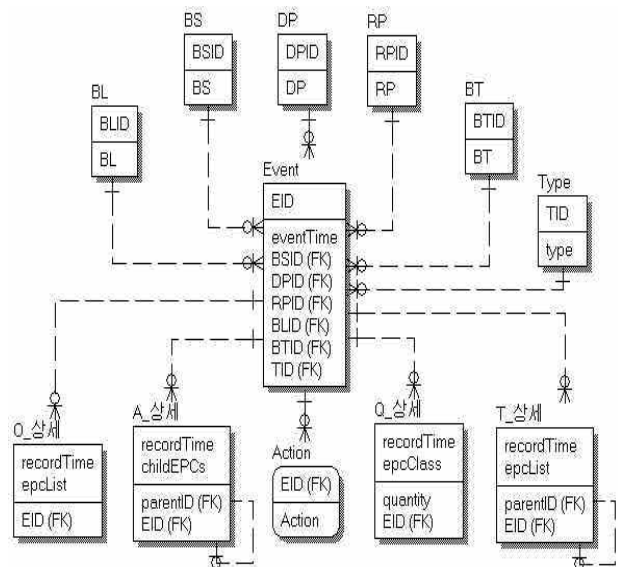 BS
BSID
BS
DP
DPID
DP
RP
RPID
RP
BL
BLID
BL
BT
BTID
BT
Type
TID
type
Event
EID
eventTime
BSID (FK)
DPID (FK)
RPID (FK)
BLID (FK)
BTID (FK)
TID (FK)
O_상세
recordTime
epcList
EID (FK)
A_상세
recordTime
childEPCs
parentID (FK)
EID (FK)
Action
EID (FK)
Action
Q_상세
recordTime
epcClass
quantity
EID (FK)
T_상세
recordTime
epcList
parentID (FK)
EID (FK)